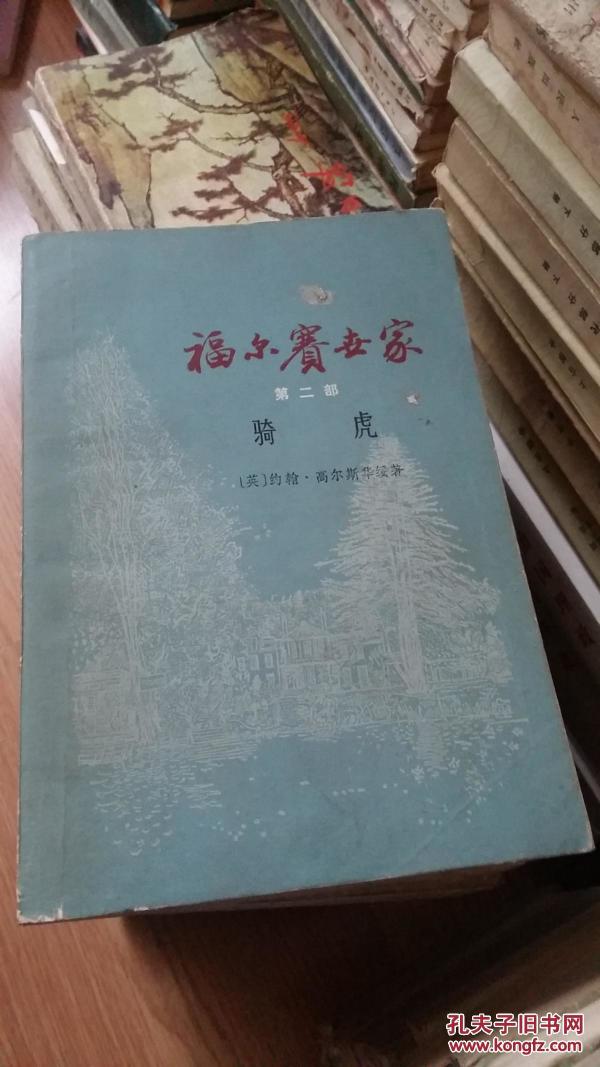 福尔赛世家
第二部
骑虎
〔英〕约翰·高尔斯华绥著
孔夫子旧书网
www.kongfz.com